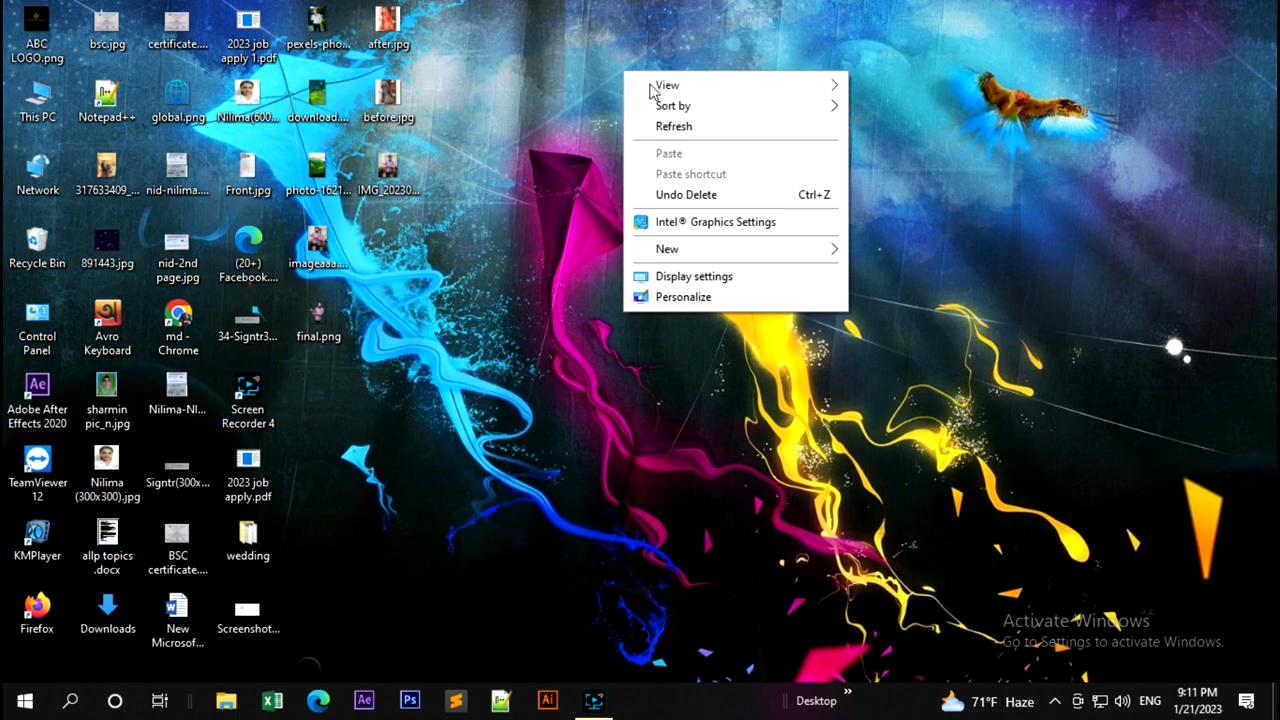 ABC
LOGO.png
bsc.jpg
certificate....
2023 job
apply 1.pdf
pexels-pho...
after.jpg
This PC
Notepad++
global.png
Nilima(600...
download....
before.jpg
Network
317633409_...
nid-nilima....
Front.jpg
photo-1621...
IMG_20230...
Recycle Bin
891443.jpg
nid-2nd
page.jpg
(20+)
Facebook....
imageaaa....
Control
Panel
Avro
Keyboard
md -
Chrome
34-Signtr3...
final.png
Adobe After
Effects 2020
sharmin
pic_n.jpg
Nilima-NI...
Screen
Recorder 4
TeamViewer
12
Nilima
(300x300).jpg
Signtr(300x...
2023 job
apply.pdf
KMPlayer
allp topics
.docx
BSC
certificate....
wedding
Firefox
Downloads
New
Microsof...
Screenshot...
View
Sort by
Refresh
Paste
Paste shortcut
Undo Delete Ctrl+Z
Intel® Graphics Settings
New
Display settings
Personalize
Activate Windows
Go to Settings to activate Windows.
Ae
Ps
Ai
Desktop
71°F Haze
ENG
9:11 PM
1/21/2023